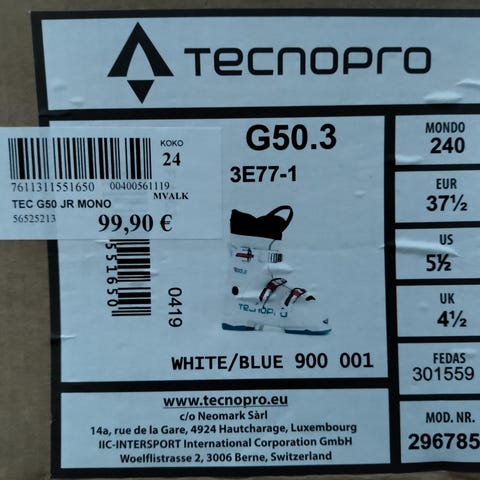 TECNOPRO
G50.3
3E77-1
KOKO
24
7611311551650 00400561119
MVALK
TEC G50 JR MONO
56525213
99,90 €
551650
0419
TECNOPRO
WHITE/BLUE 900 001
MONDO
240
EUR
37½
US
5½
UK
4½
FEDAS
301559
MOD. NR.
296785
www.tecnopro.eu
c/o Neomark Sàrl
14a, rue de la Gare, 4924 Hautcharage, Luxembourg
IIC-INTERSPORT International Corporation GmbH
Woelflistrasse 2, 3006 Berne, Switzerland